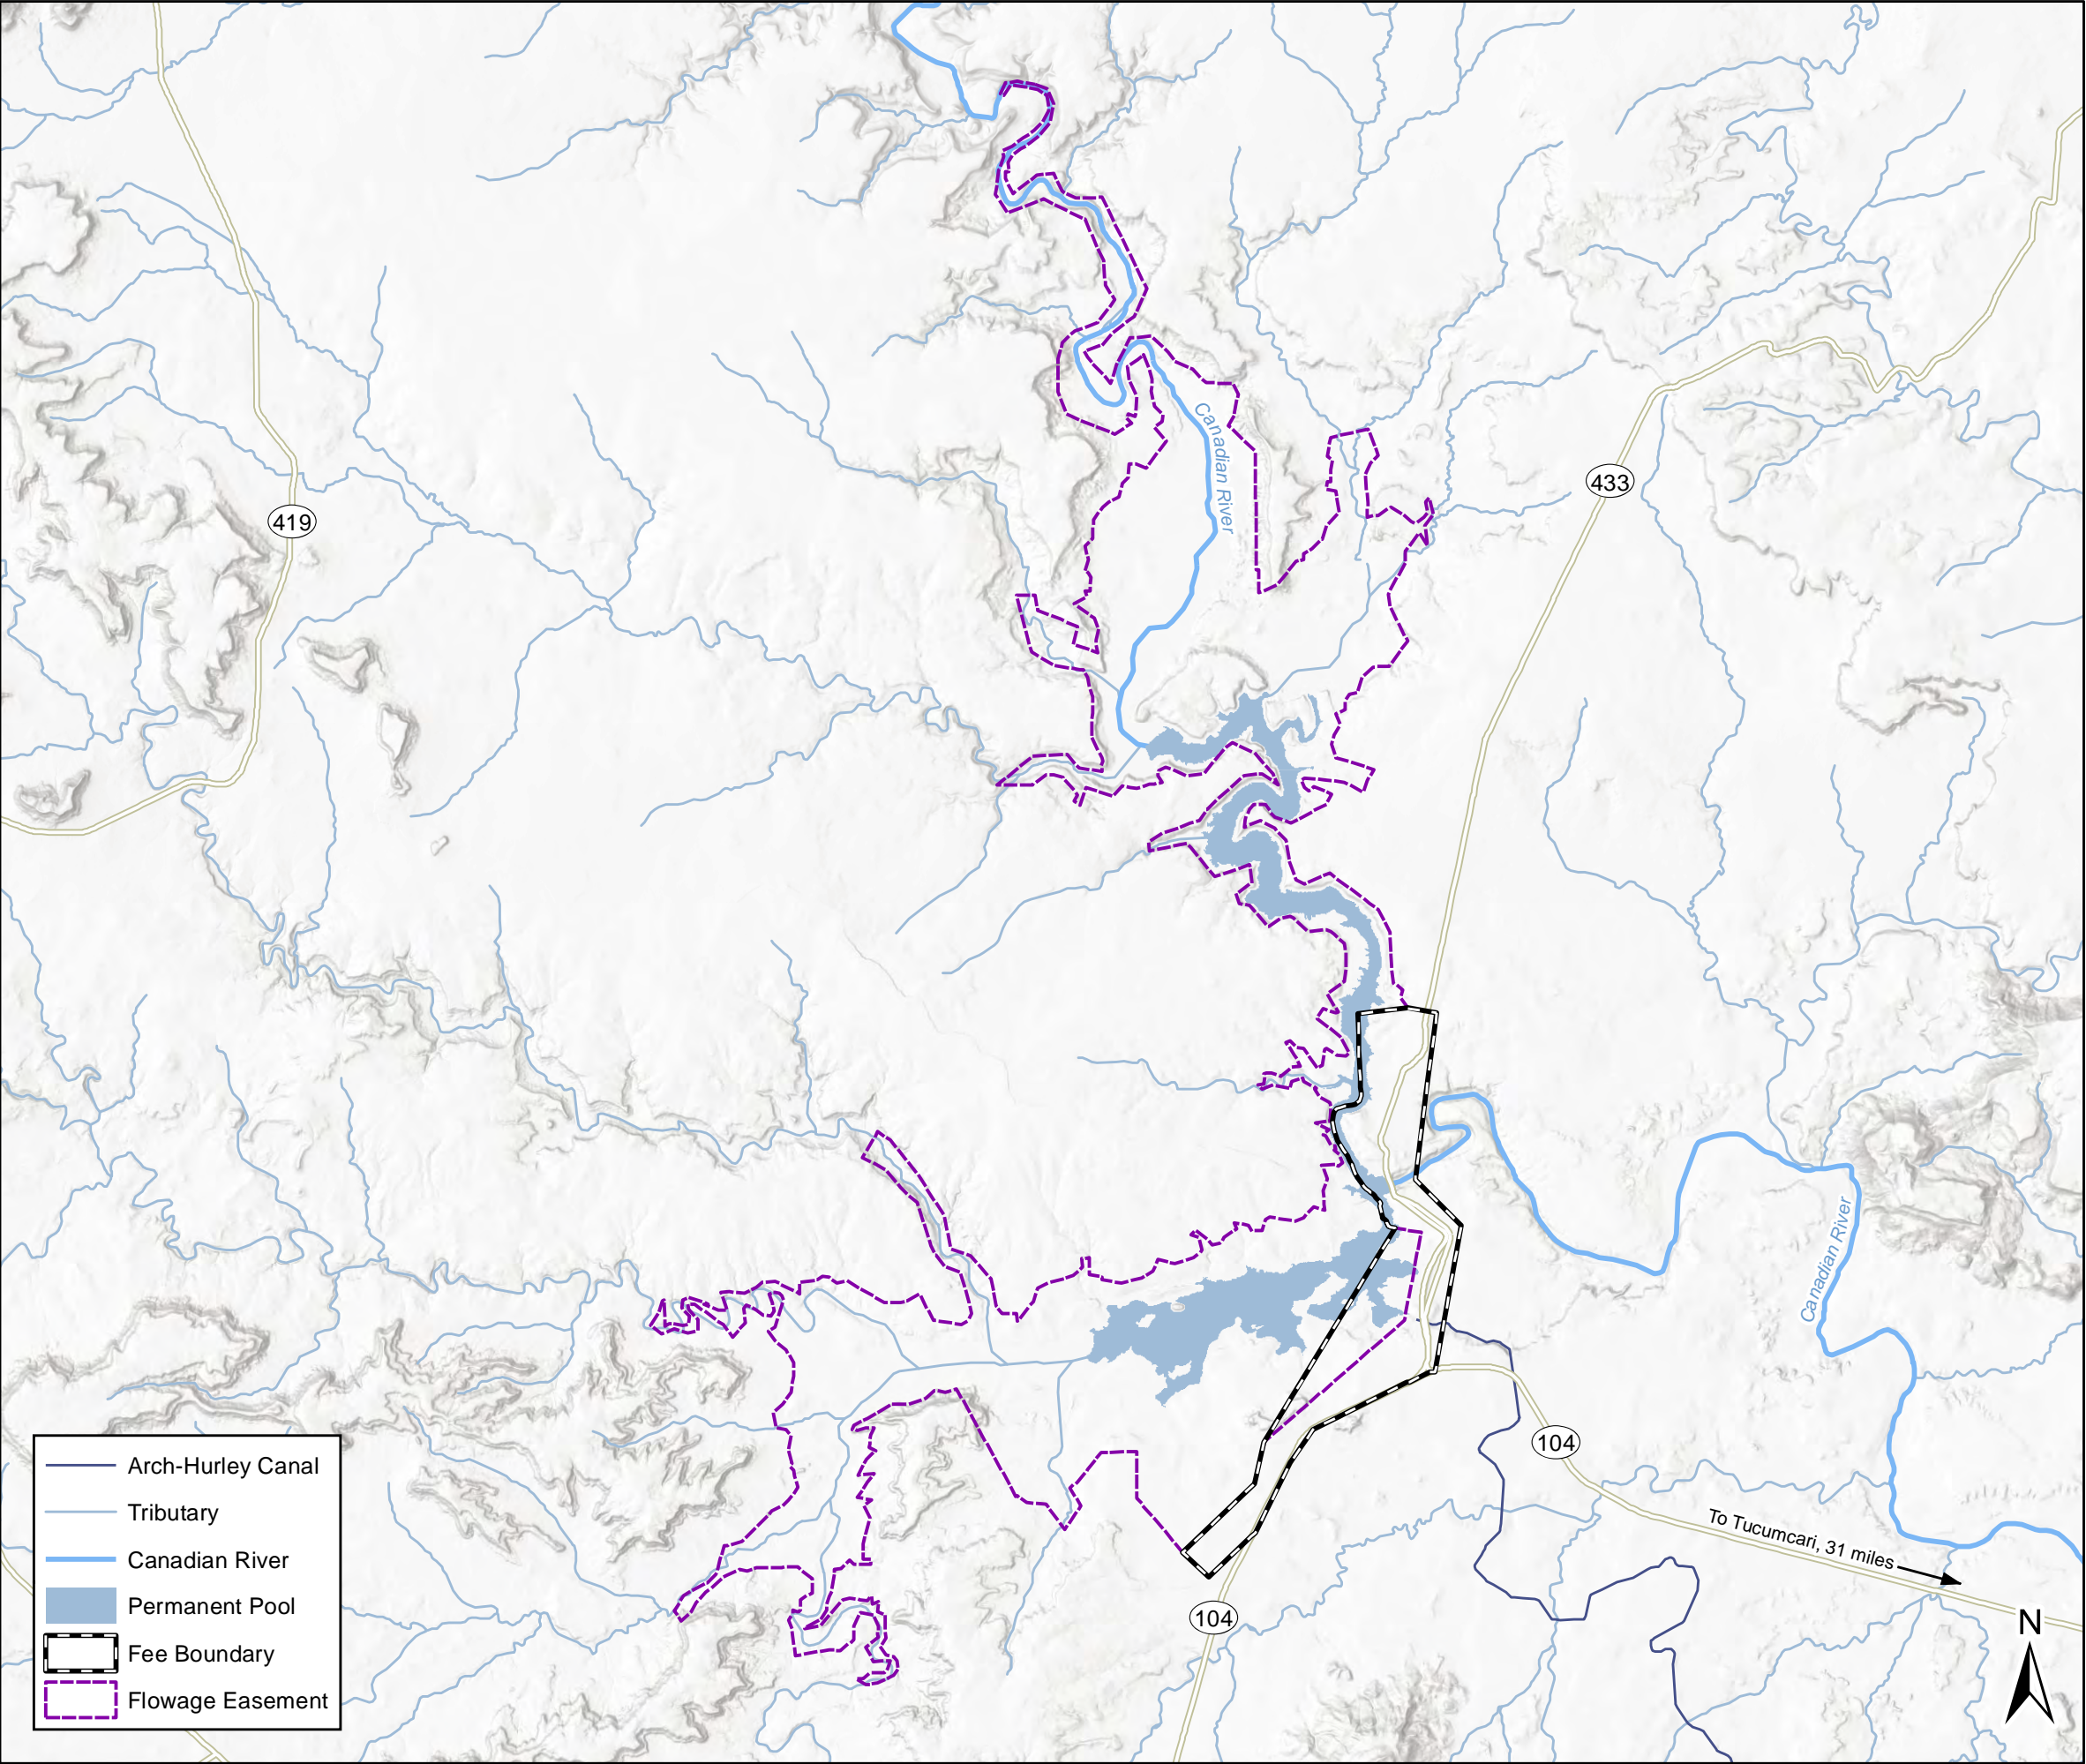 Canadian River
433
419
Canadian River
104
To Tucumcari, 31 miles
104
N
Arch-Hurley Canal
Tributary
Canadian River
Permanent Pool
Fee Boundary
Flowage Easement